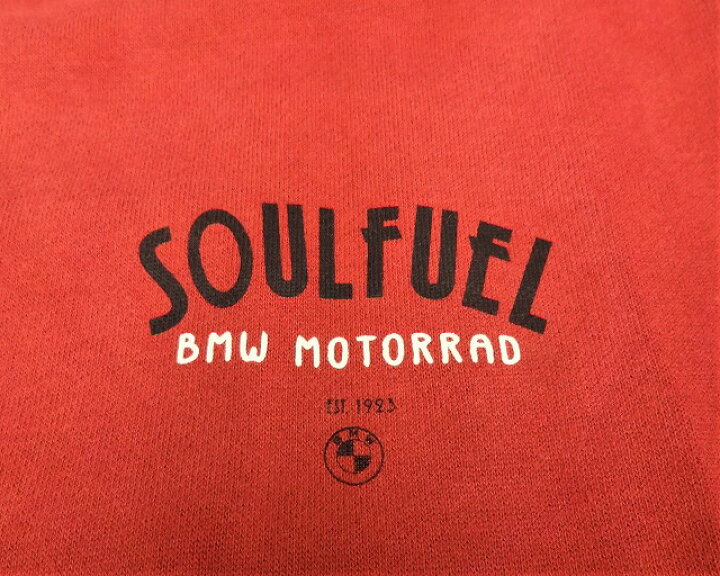 SOULFUEL
BMW MOTORRAD
EST. 1923
BMW